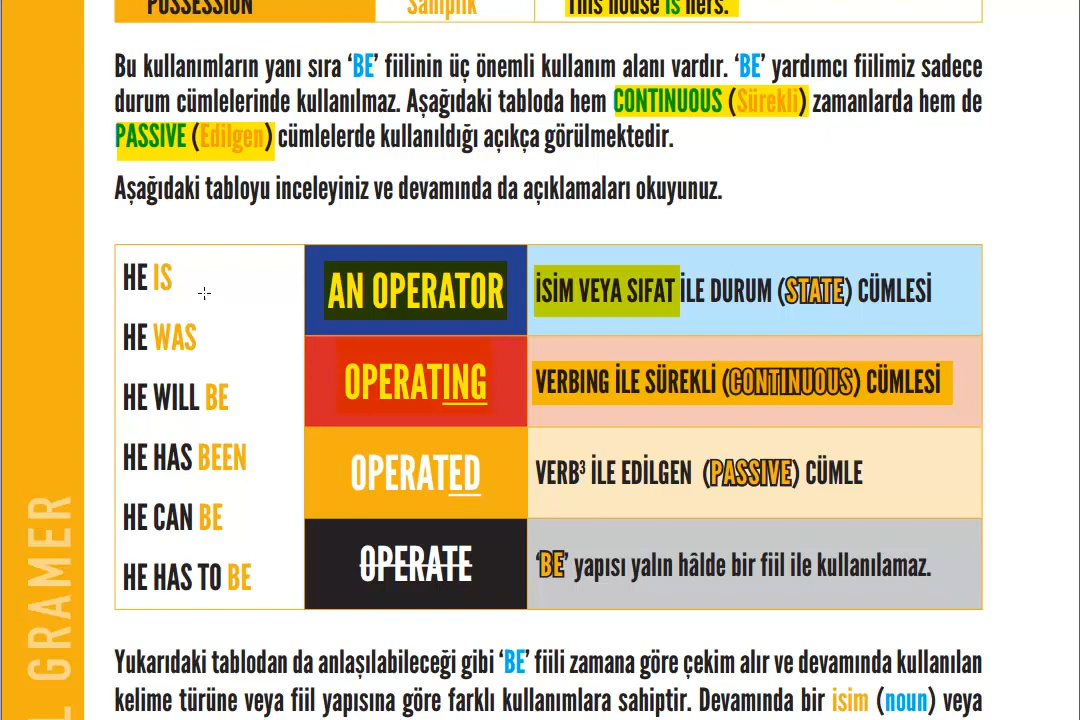 POSSESSION Sahiplik This house is hers.
Bu kullanımların yanı sıra ‘BE’ fiilinin üç önemli kullanım alanı vardır. ‘BE’ yardımcı fiilimiz sadece
durum cümlelerinde kullanılmaz. Aşağıdaki tabloda hem CONTINUOUS (Sürekli) zamanlarda hem de
PASSIVE (Edilgen) cümlelerde kullanıldığı açıkça görülmektedir.
Aşağıdaki tabloyu inceleyiniz ve devamında da açıklamaları okuyunuz.
HE IS
HE WAS
HE WILL BE
HE HAS BEEN
HE CAN BE
HE HAS TO BE
AN OPERATOR İSİM VEYA SIFAT İLE DURUM (STATE) CÜMLESİ
OPERATING VERBING İLE SÜREKLİ (CONTINUOUS) CÜMLESİ
OPERATED VERB³ İLE EDİLGEN (PASSIVE) CÜMLE
OPERATE ‘BE’ yapısı yalın hâlde bir fiil ile kullanılamaz.
Yukarıdaki tablodan da anlaşılabileceği gibi ‘BE’ fiili zamana göre çekim alır ve devamında kullanılan
kelime türüne veya fiil yapısına göre farklı kullanımlara sahiptir. Devamında bir isim (noun) veya
GRAMER